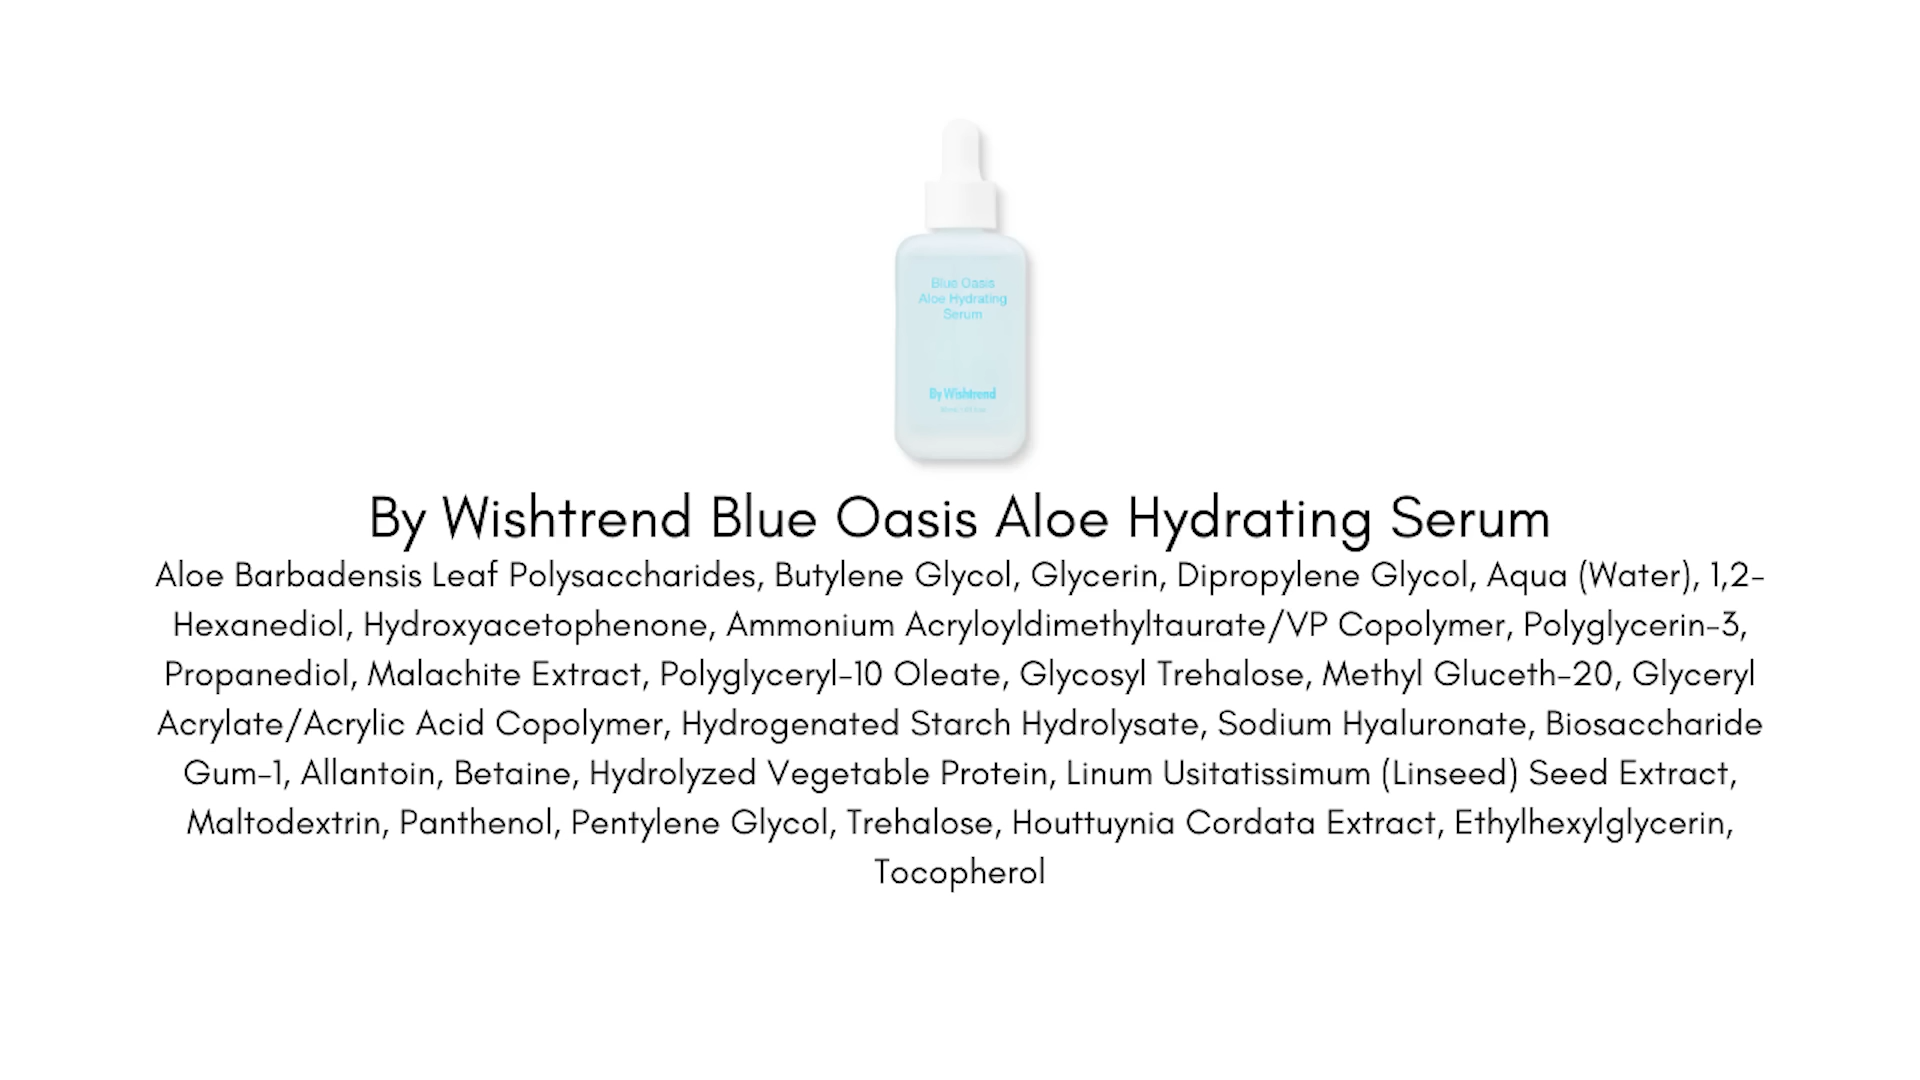 Blue Oasis
Aloe Hydrating
Serum
By Wishtrend
By Wishtrend Blue Oasis Aloe Hydrating Serum
Aloe Barbadensis Leaf Polysaccharides, Butylene Glycol, Glycerin, Dipropylene Glycol, Aqua (Water), 1,2-
Hexanediol, Hydroxyacetophenone, Ammonium Acryloyldimethyltaurate/VP Copolymer, Polyglycerin-3,
Propanediol, Malachite Extract, Polyglyceryl-10 Oleate, Glycosyl Trehalose, Methyl Gluceth-20, Glyceryl
Acrylate/Acrylic Acid Copolymer, Hydrogenated Starch Hydrolysate, Sodium Hyaluronate, Biosaccharide
Gum-1, Allantoin, Betaine, Hydrolyzed Vegetable Protein, Linum Usitatissimum (Linseed) Seed Extract,
Maltodextrin, Panthenol, Pentylene Glycol, Trehalose, Houttuynia Cordata Extract, Ethylhexylglycerin,
Tocopherol